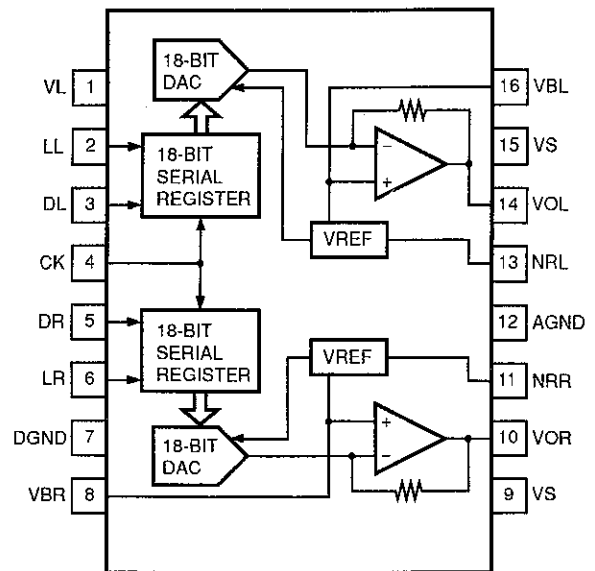 18-BIT
DAC
VL 1
16 VBL
LL 2
18-BIT
SERIAL
REGISTER
−
+
15 VS
DL 3
14 VOL
CK 4
VREF
13 NRL
DR 5
18-BIT
SERIAL
REGISTER
12 AGND
LR 6
VREF
11 NRR
DGND 7
18-BIT
DAC
+
−
10 VOR
VBR 8
9 VS